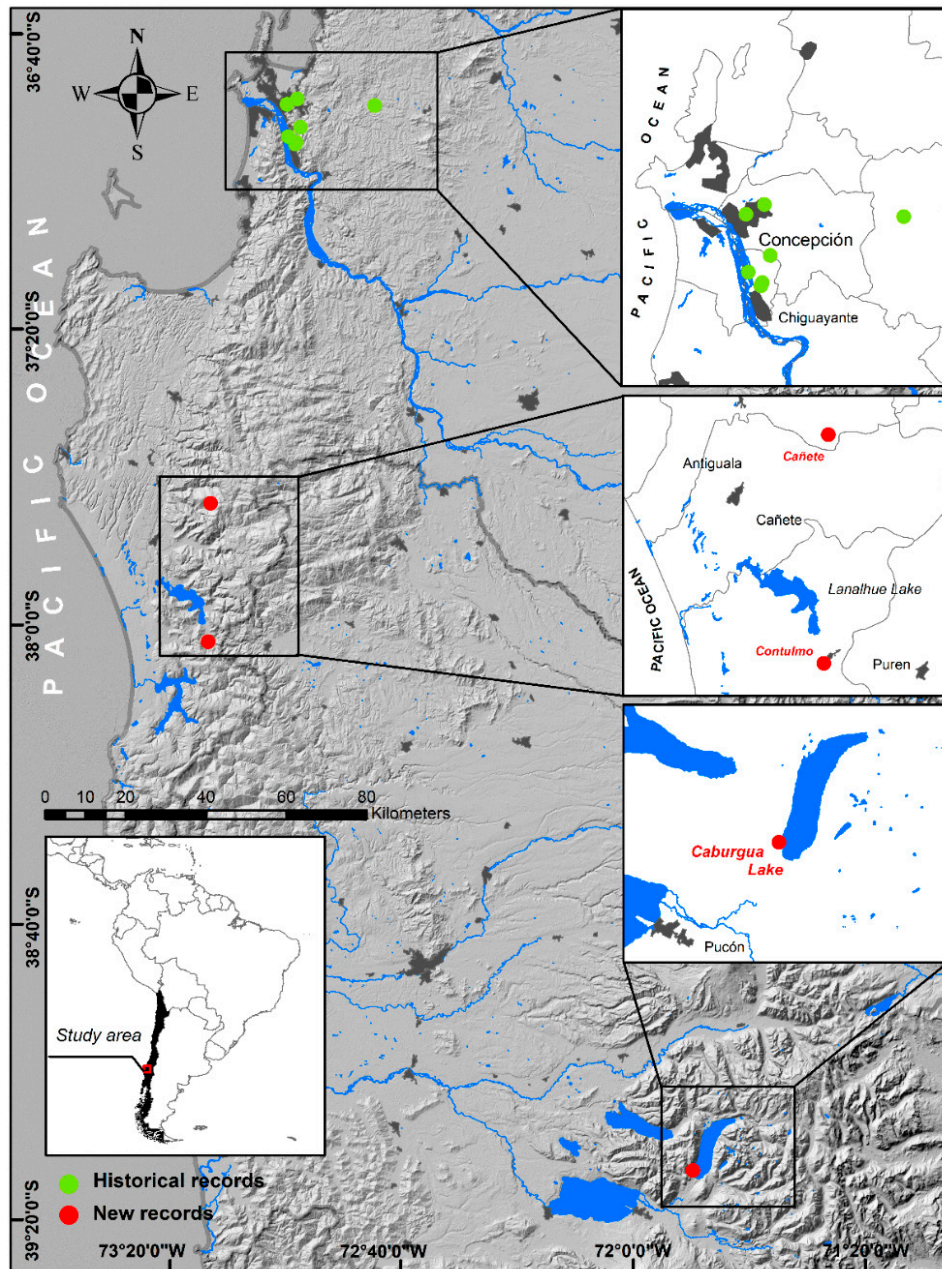 36°40'0"S
37°20'0"S
38°0'0"S
38°40'0"S
39°20'0"S
N
W
E
S
PACIFIC OCEAN
PACIFIC OCEAN
Concepción
Chiguayante
Cañete
Antiguala
Cañete
Lanalhue Lake
PACIFIC OCEAN
Contulmo
Puren
Caburgua
Lake
Pucón
0 10 20 40 60 80
Kilometers
Study area
Historical records
New records
73°20'0"W
72°40'0"W
72°0'0"W
71°20'0"W